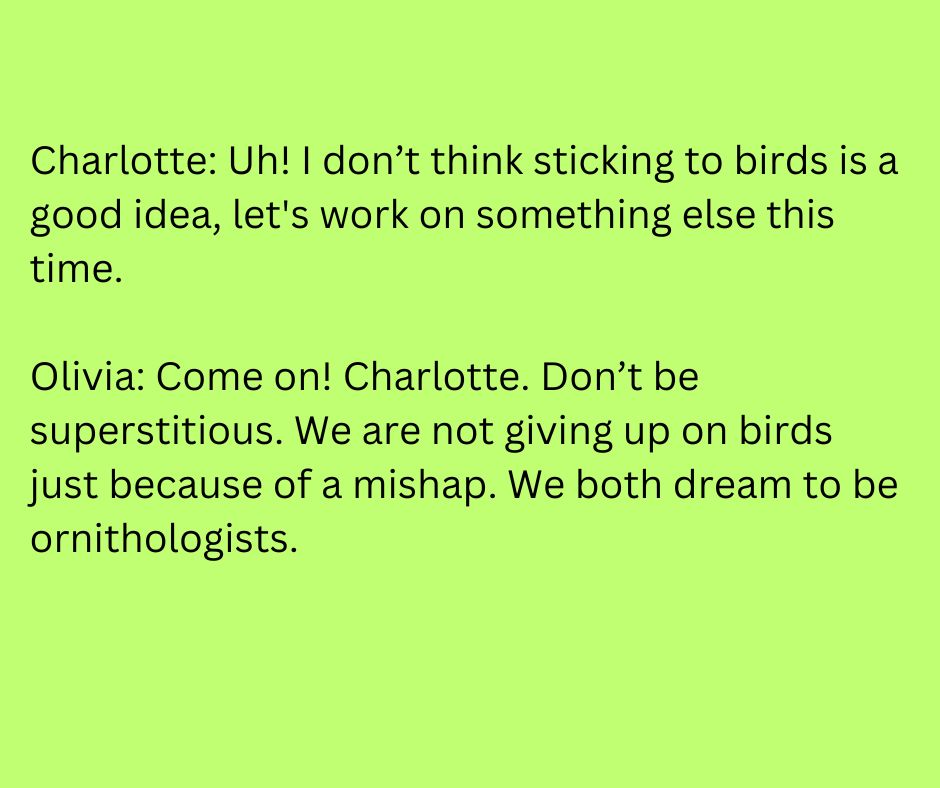 Charlotte: Uh! I don’t think sticking to birds is a
good idea, let's work on something else this
time.
Olivia: Come on! Charlotte. Don’t be
superstitious. We are not giving up on birds
just because of a mishap. We both dream to be
ornithologists.